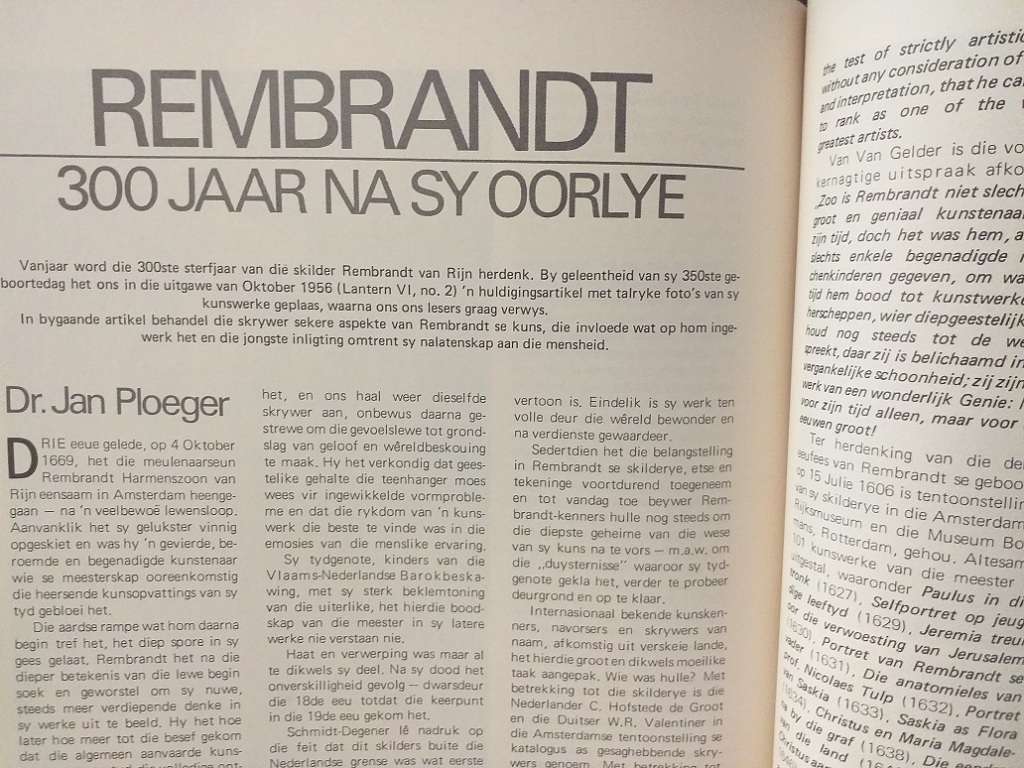 REMBRANDT
300 JAAR NA SY OORLYE
Vanjaar word die 300ste sterfjaar van die skilder Rembrandt van Rijn herdenk. By geleentheid van sy 350ste ge-
boortedag het ons in die uitgawe van Oktober 1956 (Lantern VI, no. 2) 'n huldigingsartikel met talryke foto's van sy
kunswerke geplaas, waarna ons ons lesers graag verwys.
In bygaande artikel behandel die skrywer sekere aspekte van Rembrandt se kuns, die invloede wat op hom inge-
werk het en die jongste inligting omtrent sy nalatenskap aan die mensheid.
Dr. Jan Ploeger
DRIE eeue gelede, op 4 Oktober
1669, het die meulenaarseun
Rembrandt Harmenszoon van
Rijn eensaam in Amsterdam heenge-
gaan — na 'n veelbewoë lewensloop.
Aanvanklik het sy gelukster vinnig
opgeskiet en was hy 'n gevierde, be-
roemde en begenadigde kunstenaar
wie se meesterskap ooreenkomstig
die heersende kunsopvattings van sy
tyd gebloei het.
Die aardse rampe wat hom daarna
begin tref het, het diep spore in sy
gees gelaat. Rembrandt het na die
dieper betekenis van die lewe begin
soek en geworstel om sy nuwe,
steeds meer verdiepende denke in
sy werke uit te beeld. Hy het hoe
later hoe meer tot die besef gekom
dat die algemeen aanvaarde kuns-
het, en ons haal weer dieselfde
skrywer aan, onbewus daarna ge-
strewe om die gevoelslewe tot grond-
slag van geloof en wêreldbeskouing
te maak. Hy het verkondig dat gees-
telike gehalte die teenhanger moes
wees vir ingewikkelde vormproble-
me en dat die rykdom van 'n kuns-
werk die beste te vinde was in die
emosies van die menslike ervaring.
Sy tydgenote, kinders van die
Vlaams-Nederlandse Barokbeska-
wing, met sy sterk beklemtoning
van die uiterlike, het hierdie bood-
skap van die meester in sy latere
werke nie verstaan nie.
Haat en verwerping was maar al
te dikwels sy deel. Na sy dood het
onverskilligheid gevolg — dwarsdeur
die 18de eeu totdat die keerpunt
in die 19de eeu gekom het.
Schmidt-Degener lê nadruk op
die feit dat dit skilders buite die
Nederlandse grense was wat eerste
vertoon is. Eindelik is sy werk ten
volle deur die wêreld bewonder en
na verdienste gewaardeer.
Sedertdien het die belangstelling
in Rembrandt se skilderye, etse en
tekeninge voortdurend toegeneem
en tot vandag toe beywer Rem-
brandt-kenners hulle nog steeds om
die diepste geheime van die wese
van sy kuns na te vors — m.a.w. om
die „duysternisse” waaroor sy tyd-
genote gekla het, verder te probeer
deurgrond en op te klaar.
Internasionaal bekende kunsken-
ners, navorsers en skrywers van
naam, afkomstig uit verskeie lande,
het hierdie groot en dikwels moeilike
taak aangepak. Wie was hulle? Met
betrekking tot die skilderye is die
Nederlander C. Hofstede de Groot
en die Duitser W.R. Valentiner in
die Amsterdamse tentoonstelling se
katalogus as gesaghebbende skry-
wers genoem. Met betrekking tot
the test of strictly artistic
without any consideration of
and interpretation, that he ca
to rank as one of the
greatest artists.
Van Van Gelder is die vo
kernagtige uitspraak afko
„Zoo is Rembrandt niet slech
groot en geniaal kunstenaa
zijn tijd, doch het was hem, a
slechts enkele begenadigde
chenkinderen gegeven, om wa
tijd hem bood tot kunstwerke
herscheppen, wier diepgeestelijk
houd nog steeds tot de we
spreekt, daar zij is belichaamd in
vergankelijke schoonheid; zij zijn
werk van een wonderlijk Genie:
voor zijn tijd alleen, maar voor
eeuwen groot!
Ter herdenking van die de
eeufees van Rembrandt se geboo
op 15 Julie 1606 is tentoonstellin
van sy skilderye in die Amsterdam
Rijksmuseum en die Museum Bo
mans, Rotterdam, gehou. Altesam
101 kunswerke van die meester
uitgestal, waaronder Paulus in di
tronk (1627), Selfportret op jeug
dige leeftyd (1629), Jeremia treu
oor die verwoesting van Jerusalem
(1630), Portret van Rembrandt se
vader (1631), Die anatomieles van
prof. Nicolaes Tulp (1632), Portret
van Saskia (1633), Saskia as Flora
(1634), Christus en Maria Magdale-
na by die graf (1638), Die
van die land
Christus aan